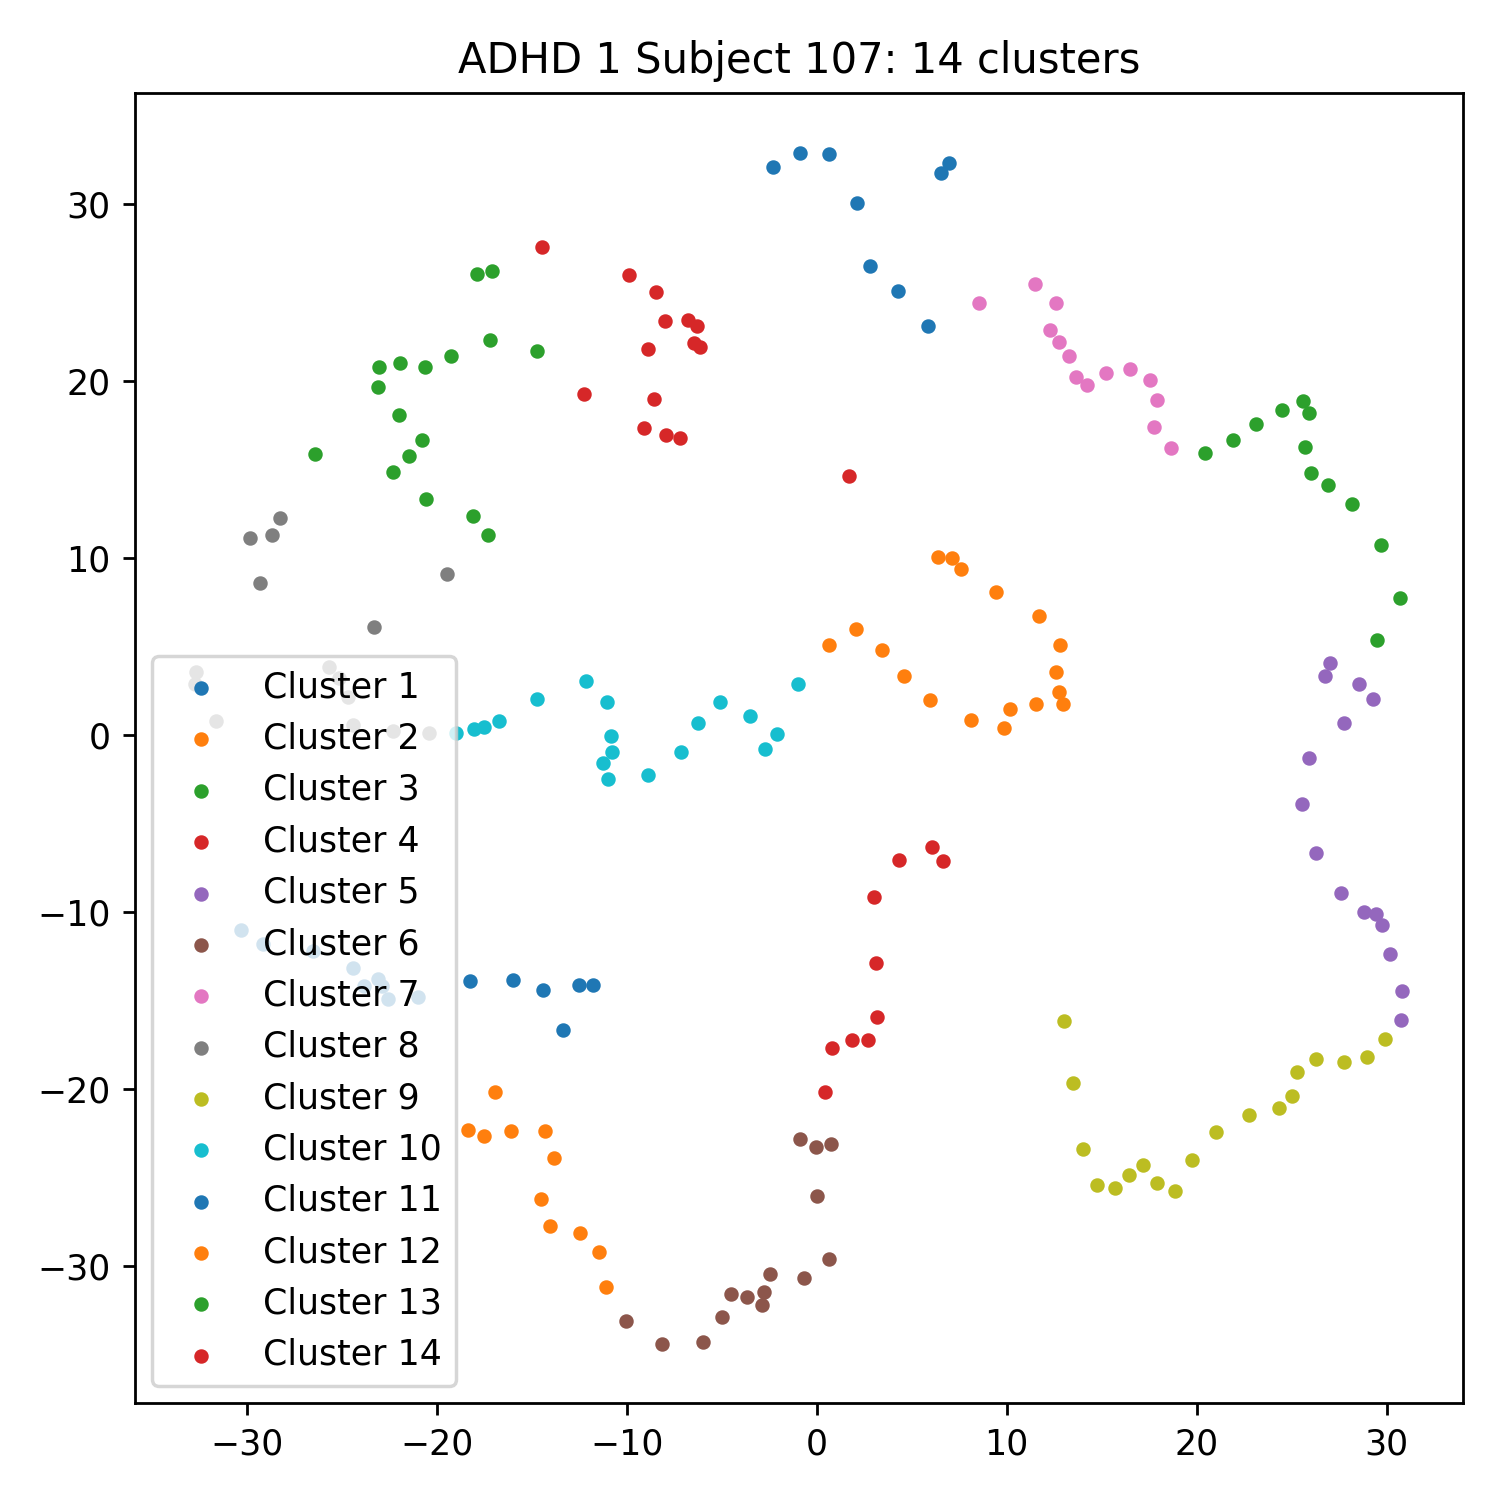 ADHD 1 Subject 107: 14 clusters
30
20
10
0
−10
−20
−30
Cluster 1
Cluster 2
Cluster 3
Cluster 4
Cluster 5
Cluster 6
Cluster 7
Cluster 8
Cluster 9
Cluster 10
Cluster 11
Cluster 12
Cluster 13
Cluster 14
−30 −20 −10 0 10 20 30